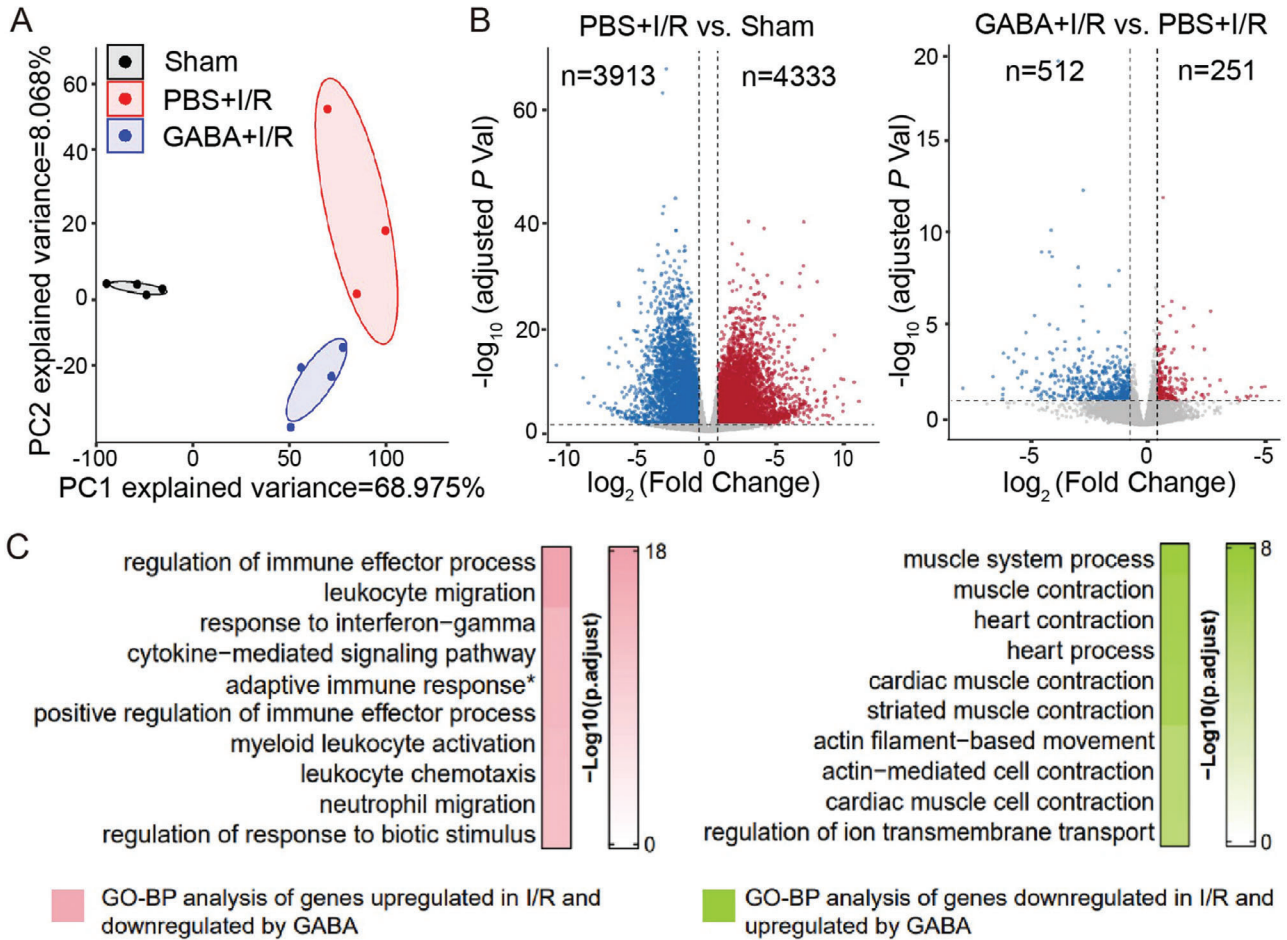 A
Sham
PBS+I/R
GABA+I/R
PC2 explained variance=8.068%
60
40
20
0
-20
-100
0
50
100
PC1 explained variance=68.975%
B
PBS+I/R vs. Sham
n=3913
n=4333
-log10 (adjusted P Val)
60
40
20
0
-10
-5
0
5
10
log2 (Fold Change)
GABA+I/R vs. PBS+I/R
n=512
n=251
-log10 (adjusted P Val)
20
15
10
5
0
-5
0
-5
log2 (Fold Change)
C
regulation of immune effector process
leukocyte migration
response to interferon−gamma
cytokine−mediated signaling pathway
adaptive immune response*
positive regulation of immune effector process
myeloid leukocyte activation
leukocyte chemotaxis
neutrophil migration
regulation of response to biotic stimulus
−Log10(p.adjust)
18
0
muscle system process
muscle contraction
heart contraction
heart process
cardiac muscle contraction
striated muscle contraction
actin filament−based movement
actin−mediated cell contraction
cardiac muscle cell contraction
regulation of ion transmembrane transport
−Log10(p.adjust)
8
0
GO-BP analysis of genes upregulated in I/R and
downregulated by GABA
GO-BP analysis of genes downregulated in I/R and
upregulated by GABA